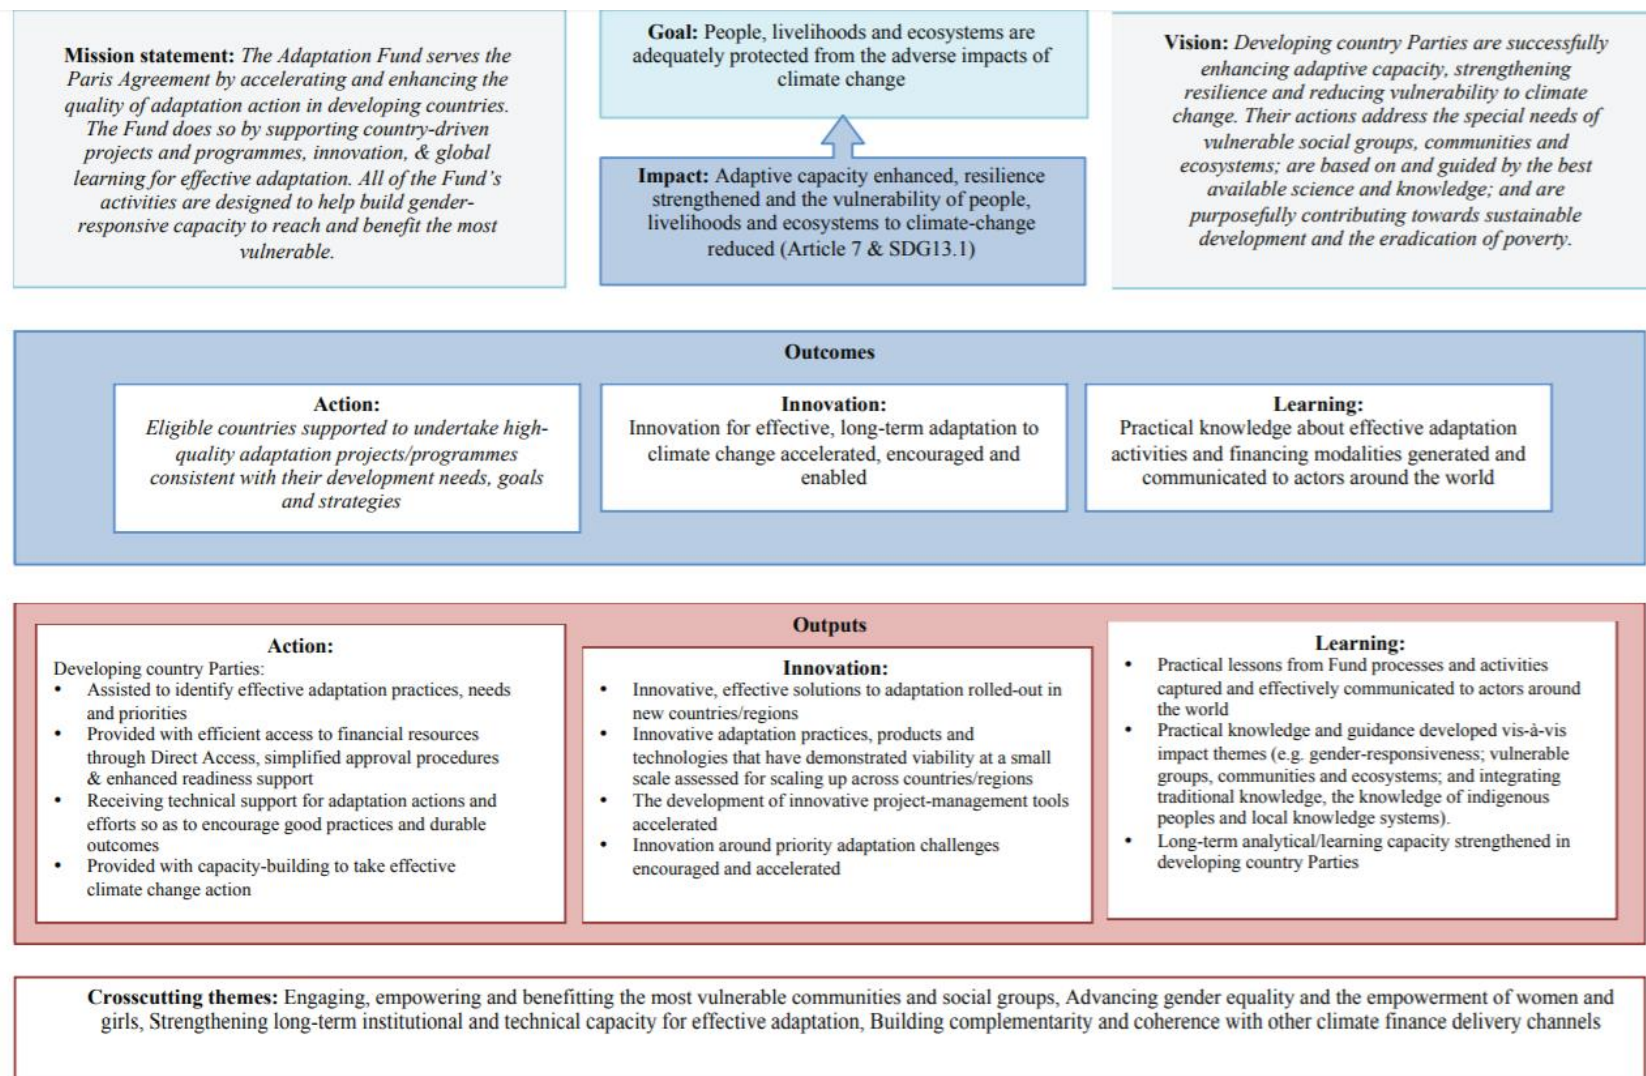 Mission statement: The Adaptation Fund serves the
Paris Agreement by accelerating and enhancing the
quality of adaptation action in developing countries.
The Fund does so by supporting country-driven
projects and programmes, innovation, & global
learning for effective adaptation. All of the Fund's
activities are designed to help build gender-
responsive capacity to reach and benefit the most
vulnerable.
Goal: People, livelihoods and ecosystems are
adequately protected from the adverse impacts of
climate change
Impact: Adaptive capacity enhanced, resilience
strengthened and the vulnerability of people,
livelihoods and ecosystems to climate-change
reduced (Article 7 & SDG13.1)
Vision: Developing country Parties are successfully
enhancing adaptive capacity, strengthening
resilience and reducing vulnerability to climate
change. Their actions address the special needs of
vulnerable social groups, communities and
ecosystems; are based on and guided by the best
available science and knowledge; and are
purposefully contributing towards sustainable
development and the eradication of poverty.
Outcomes
Action:
Eligible countries supported to undertake high-
quality adaptation projects/programmes
consistent with their development needs, goals
and strategies
Innovation:
Innovation for effective, long-term adaptation to
climate change accelerated, encouraged and
enabled
Learning:
Practical knowledge about effective adaptation
activities and financing modalities generated and
communicated to actors around the world
Outputs
Action:
Developing country Parties:
• Assisted to identify effective adaptation practices, needs
and priorities
• Provided with efficient access to financial resources
through Direct Access, simplified approval procedures
& enhanced readiness support
• Receiving technical support for adaptation actions and
efforts so as to encourage good practices and durable
outcomes
• Provided with capacity-building to take effective
climate change action
Innovation:
• Innovative, effective solutions to adaptation rolled-out in
new countries/regions
• Innovative adaptation practices, products and
technologies that have demonstrated viability at a small
scale assessed for scaling up across countries/regions
• The development of innovative project-management tools
accelerated
• Innovation around priority adaptation challenges
encouraged and accelerated
Learning:
• Practical lessons from Fund processes and activities
captured and effectively communicated to actors around
the world
• Practical knowledge and guidance developed vis-à-vis
impact themes (e.g. gender-responsiveness; vulnerable
groups, communities and ecosystems; and integrating
traditional knowledge, the knowledge of indigenous
peoples and local knowledge systems).
• Long-term analytical/learning capacity strengthened in
developing country Parties
Crosscutting themes: Engaging, empowering and benefitting the most vulnerable communities and social groups, Advancing gender equality and the empowerment of women and
girls, Strengthening long-term institutional and technical capacity for effective adaptation, Building complementarity and coherence with other climate finance delivery channels